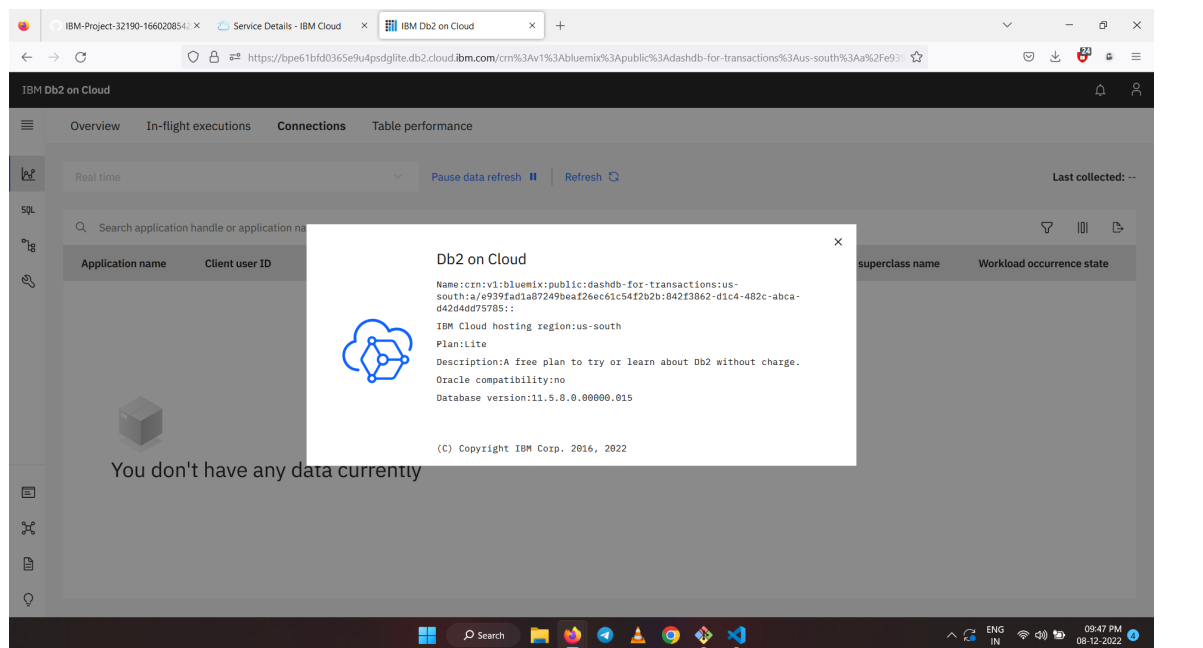 IBM-Project-32190-1660208542
Service Details - IBM Cloud
IBM Db2 on Cloud
https://bpe61bfd0365e9u4psdglite.db2.cloud.ibm.com/crn%3Av1%3Abluemix%3Apublic%3Adashdb-for-transactions%3Aus-south%3Aa%2Fe939
24
IBM Db2 on Cloud
Overview
In-flight executions
Connections
Table performance
Real time
Pause data refresh
Refresh
Last collected: --
SQL
Search application handle or application na
Application name
Client user ID
superclass name
Workload occurrence state
Db2 on Cloud
Name:crn:v1:bluemix:public:dashdb-for-transactions:us-
south:a/e939fad1a87249beaf26ec61c54f2b2b:842f3862-d1c4-482c-abca-
d42d4dd75785::
IBM Cloud hosting region:us-south
Plan:Lite
Description:A free plan to try or learn about Db2 without charge.
Oracle compatibility:no
Database version:11.5.8.0.00000.015
(C) Copyright IBM Corp. 2016, 2022
You don't have any data currently
Search
ENG
IN
09:47 PM
08-12-2022
4